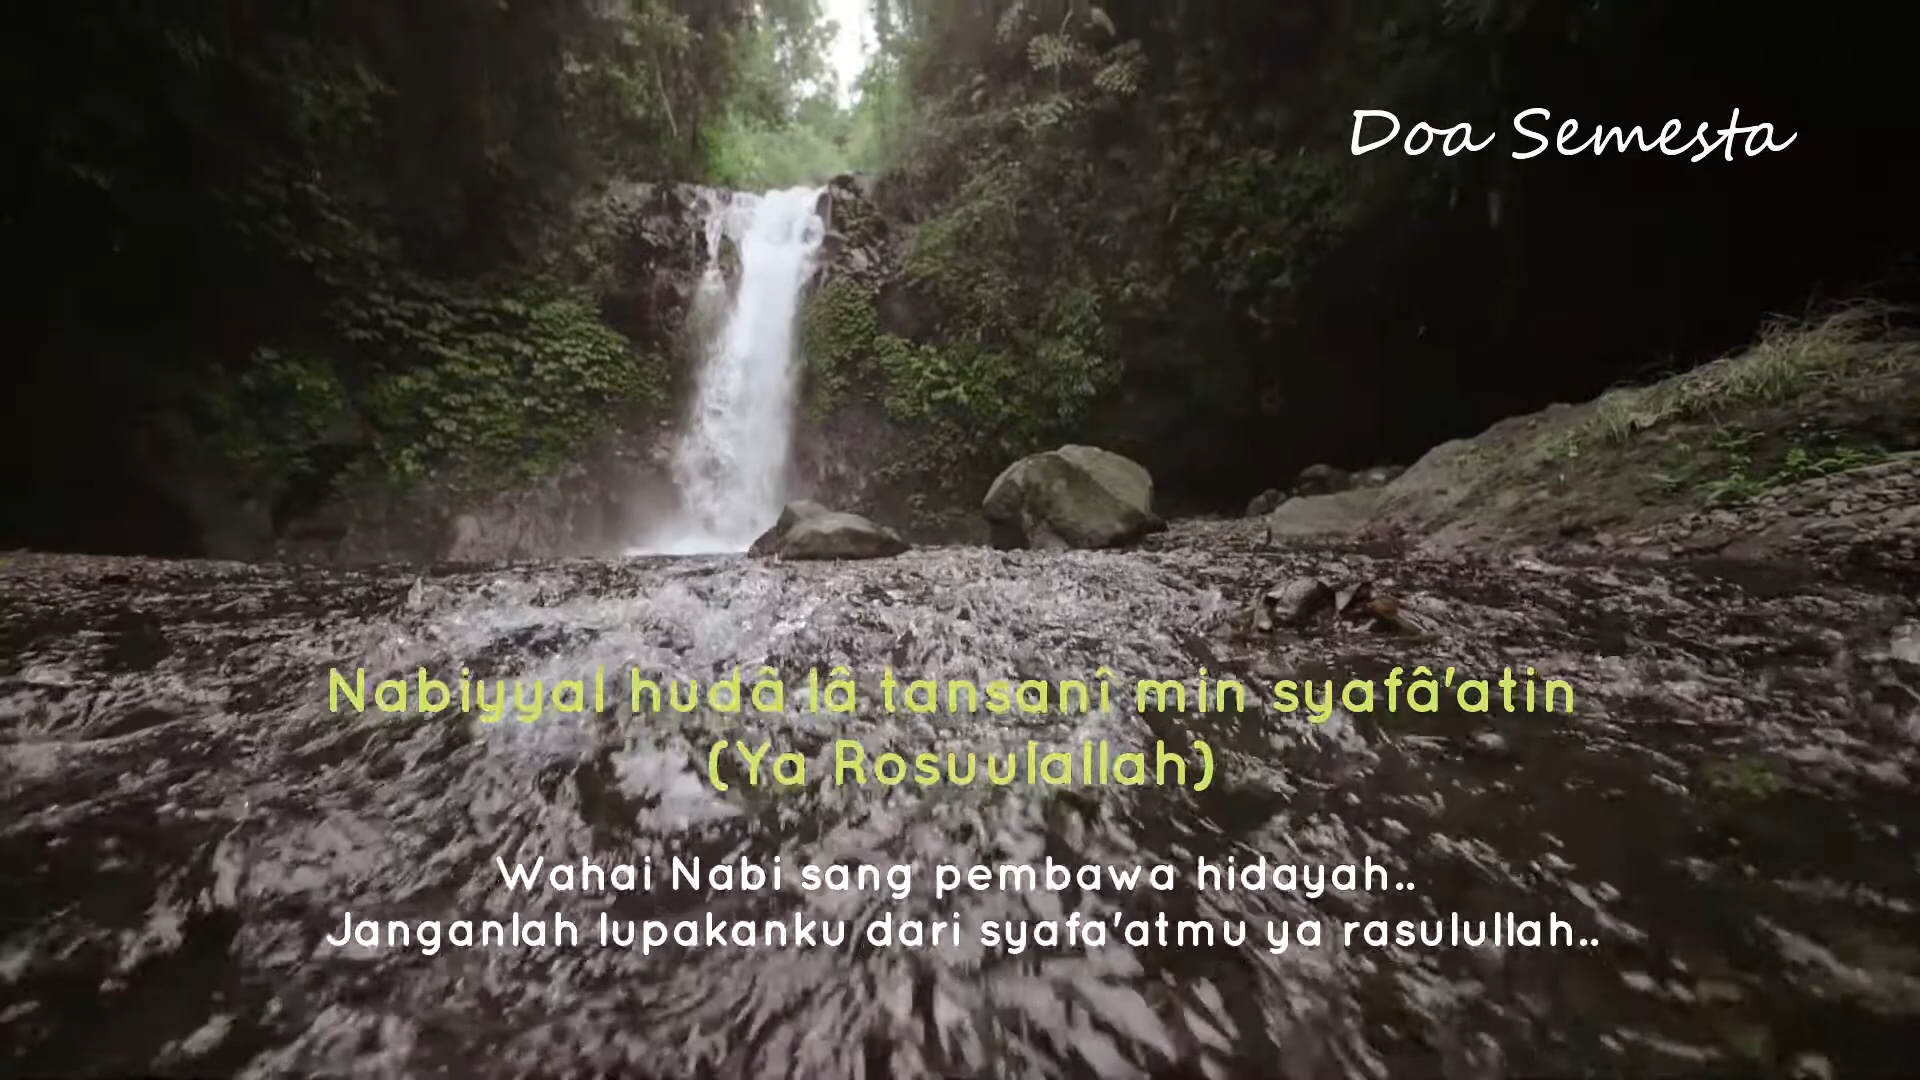 Doa Semesta
Nabiyyal hudâ lâ tansanî min syafâ'atin
(Ya Rosuulallah)
Wahai Nabi sang pembawa hidayah..
Janganlah lupakanku dari syafa'atmu ya rasulullah..